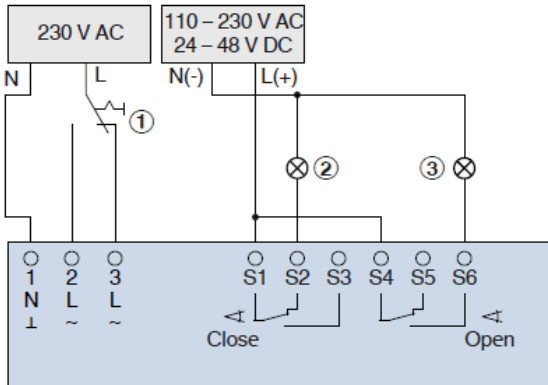 230 V AC
110 – 230 V AC
24 – 48 V DC
N
L
N(-)
L(+)
①
②
③
1
2
3
S1
S2
S3
S4
S5
S6
N
L
L
⊥
~
~
Close
Open